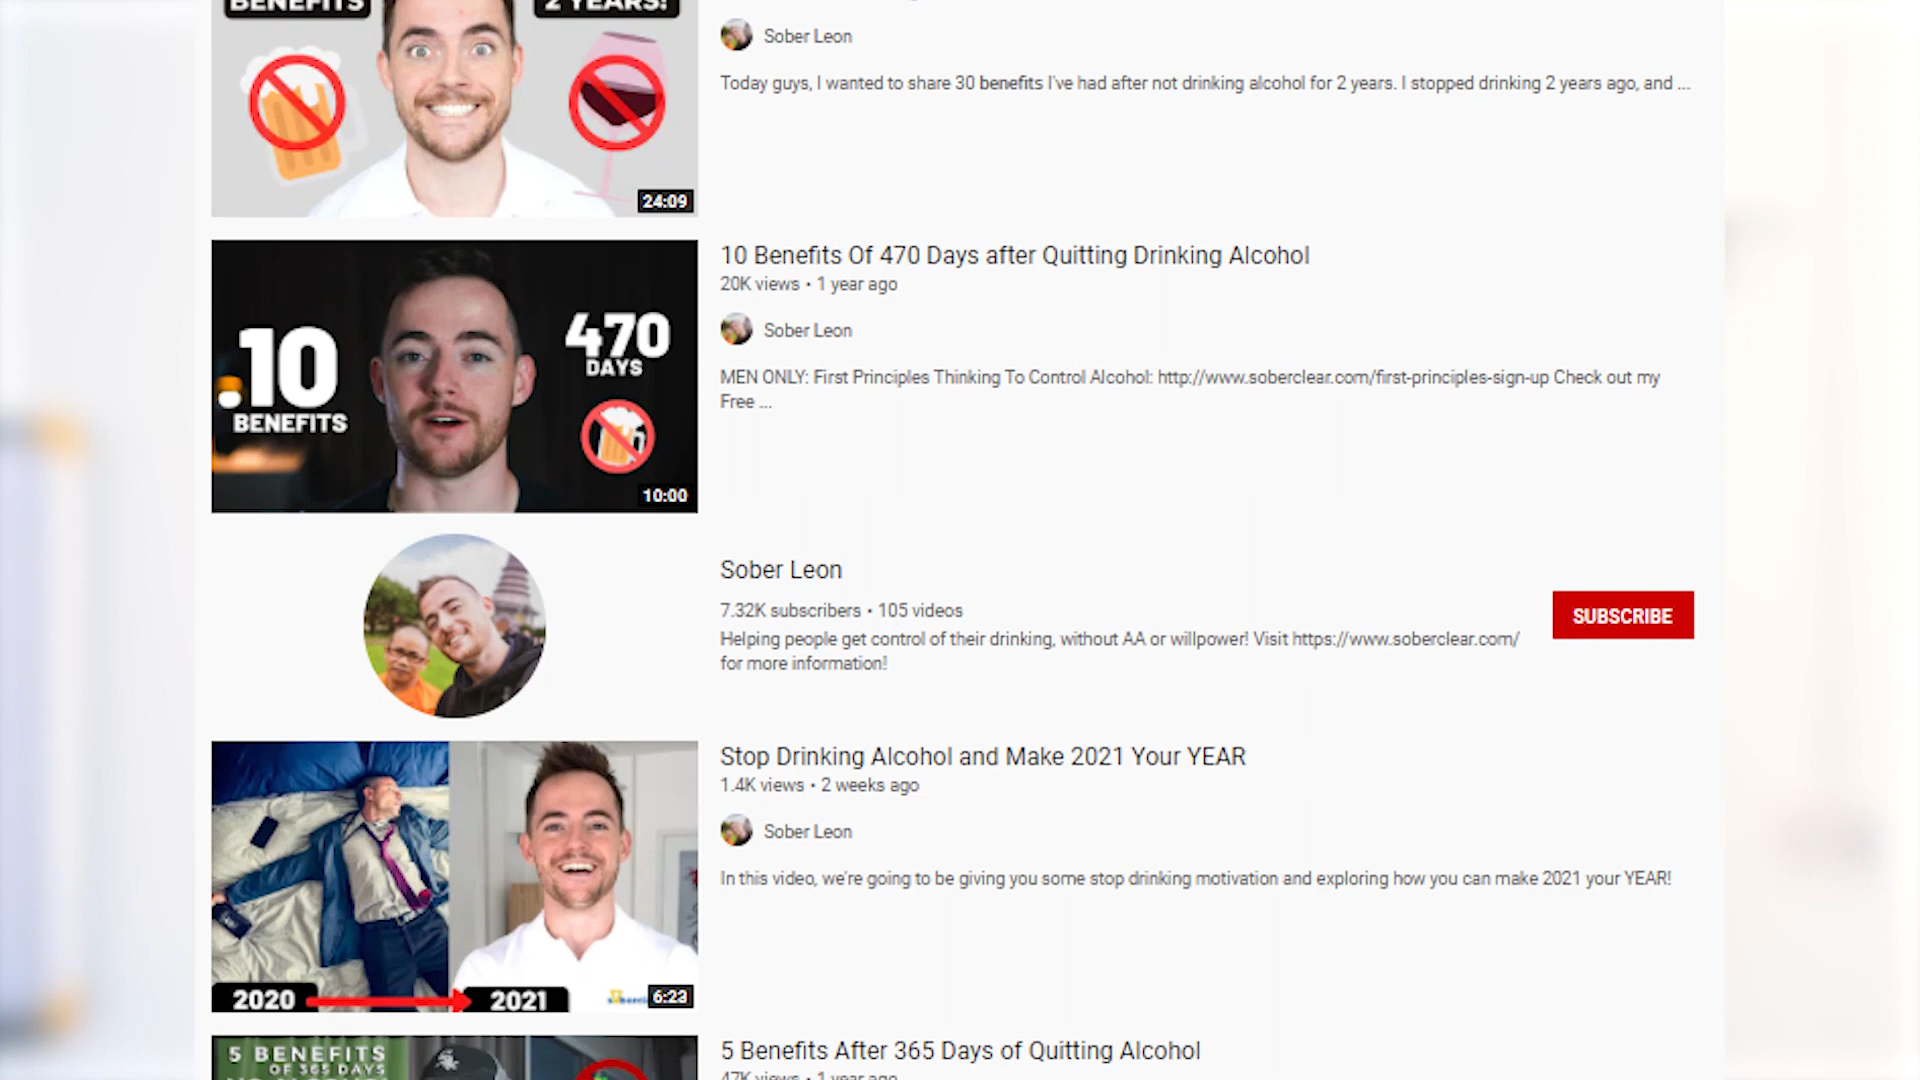 BENEFITS
2 YEARS!
24:09
Sober Leon
Today guys, I wanted to share 30 benefits I've had after not drinking alcohol for 2 years. I stopped drinking 2 years ago, and ...
10
BENEFITS
470
DAYS
10:00
10 Benefits Of 470 Days after Quitting Drinking Alcohol
20K views • 1 year ago
Sober Leon
MEN ONLY: First Principles Thinking To Control Alcohol: http://www.soberclear.com/first-principles-sign-up Check out my
Free ...
Sober Leon
7.32K subscribers • 105 videos
Helping people get control of their drinking, without AA or willpower! Visit https://www.soberclear.com/
for more information!
SUBSCRIBE
2020
2021
6:23
Stop Drinking Alcohol and Make 2021 Your YEAR
1.4K views • 2 weeks ago
Sober Leon
In this video, we're going to be giving you some stop drinking motivation and exploring how you can make 2021 your YEAR!
5 BENEFITS
OF 365 DAYS
5 Benefits After 365 Days of Quitting Alcohol
47K views • 1 year ago